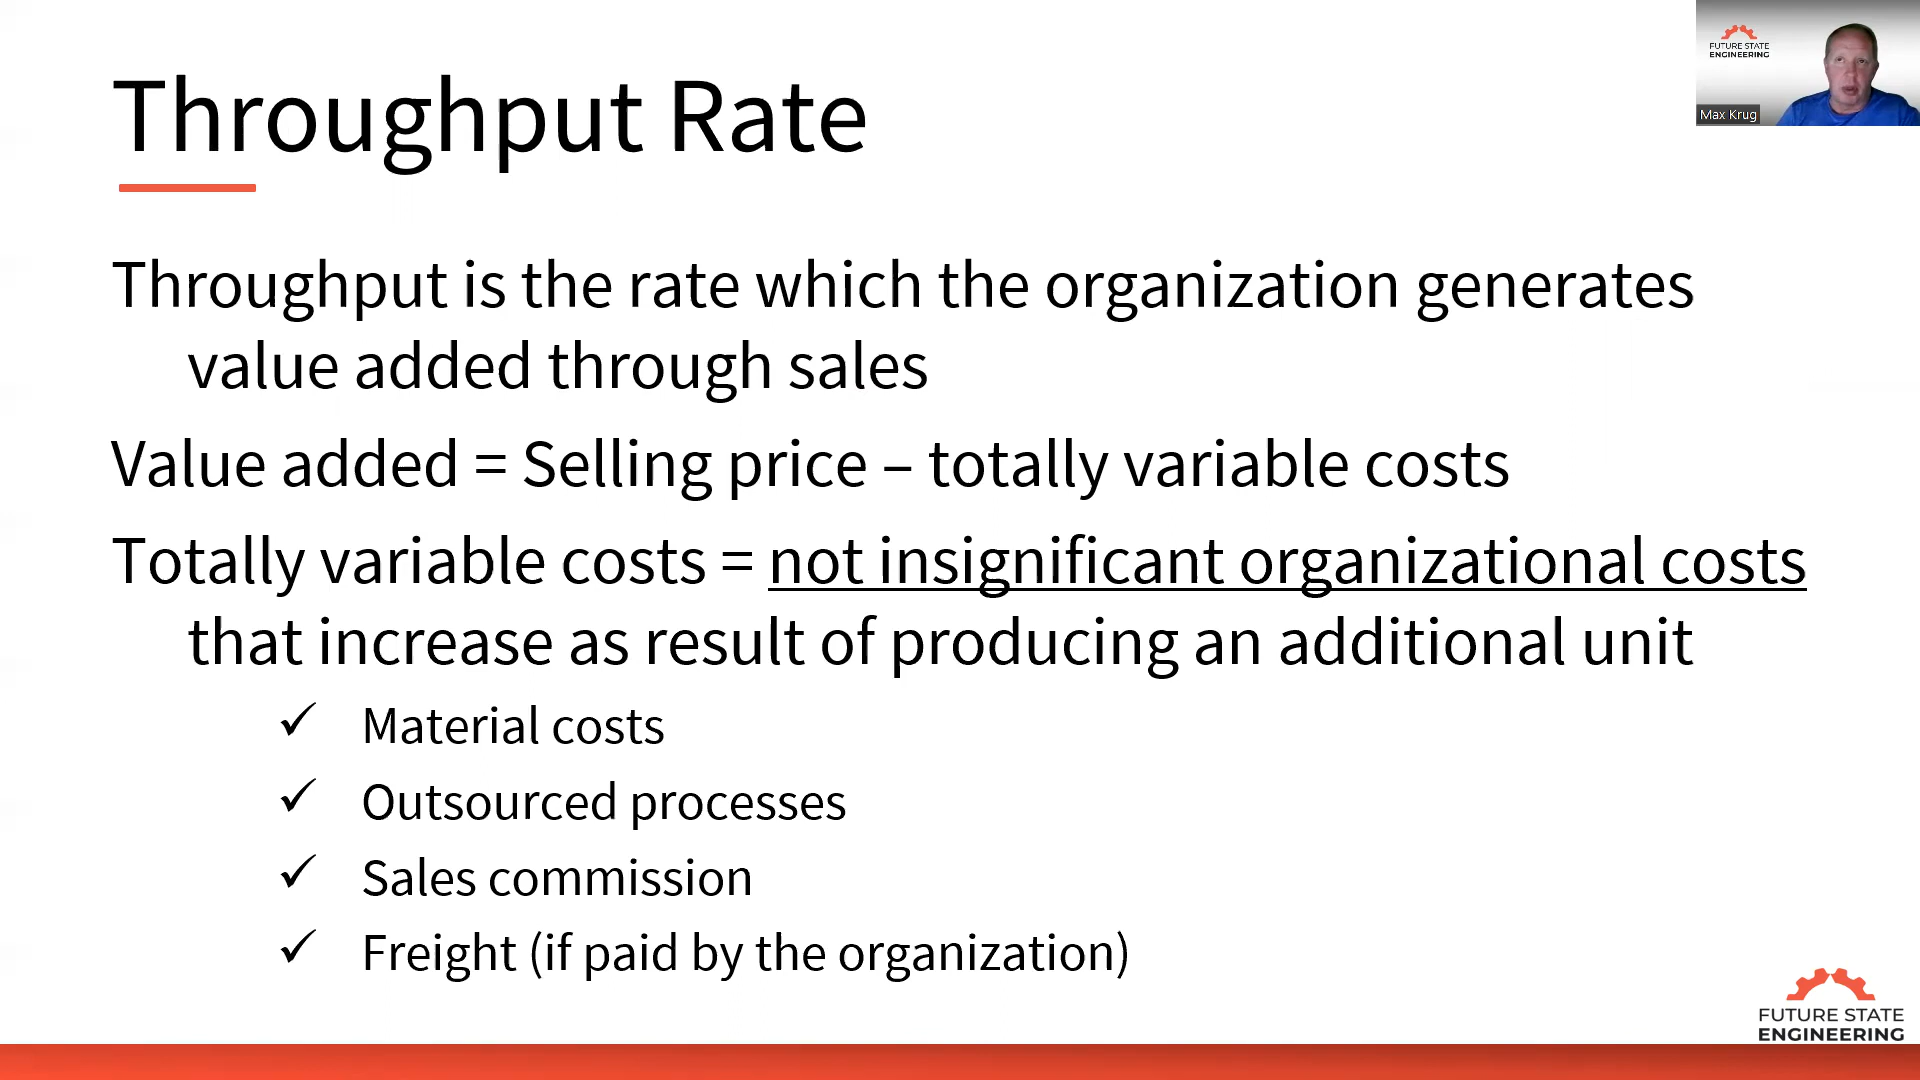 Throughput Rate
FUTURE STATE
ENGINEERING
Max Krug
Throughput is the rate which the organization generates
value added through sales
Value added = Selling price – totally variable costs
Totally variable costs = not insignificant organizational costs
that increase as result of producing an additional unit
✓ Material costs
✓ Outsourced processes
✓ Sales commission
✓ Freight (if paid by the organization)
FUTURE STATE
ENGINEERING